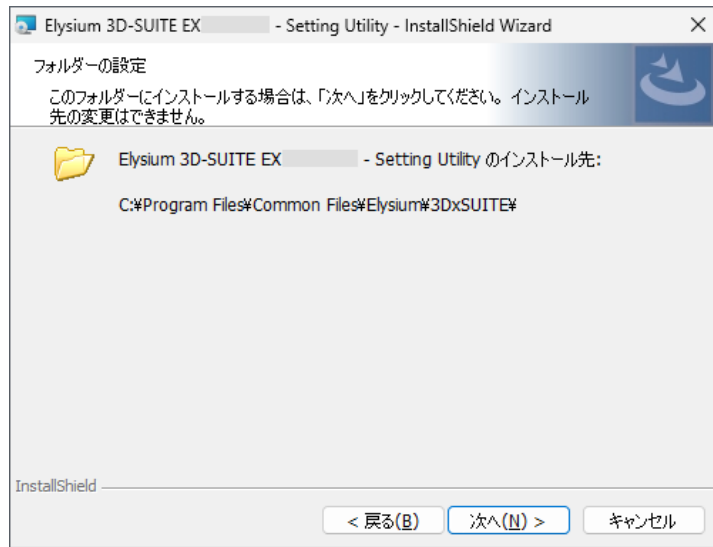 Elysium 3D-SUITE EX - Setting Utility - InstallShield Wizard
フォルダーの設定
このフォルダーにインストールする場合は、「次へ」をクリックしてください。インストール
先の変更はできません。
Elysium 3D-SUITE EX - Setting Utility のインストール先:
C:¥Program Files¥Common Files¥Elysium¥3DxSUITE¥
InstallShield
< 戻る(B)
次へ(N) >
キャンセル